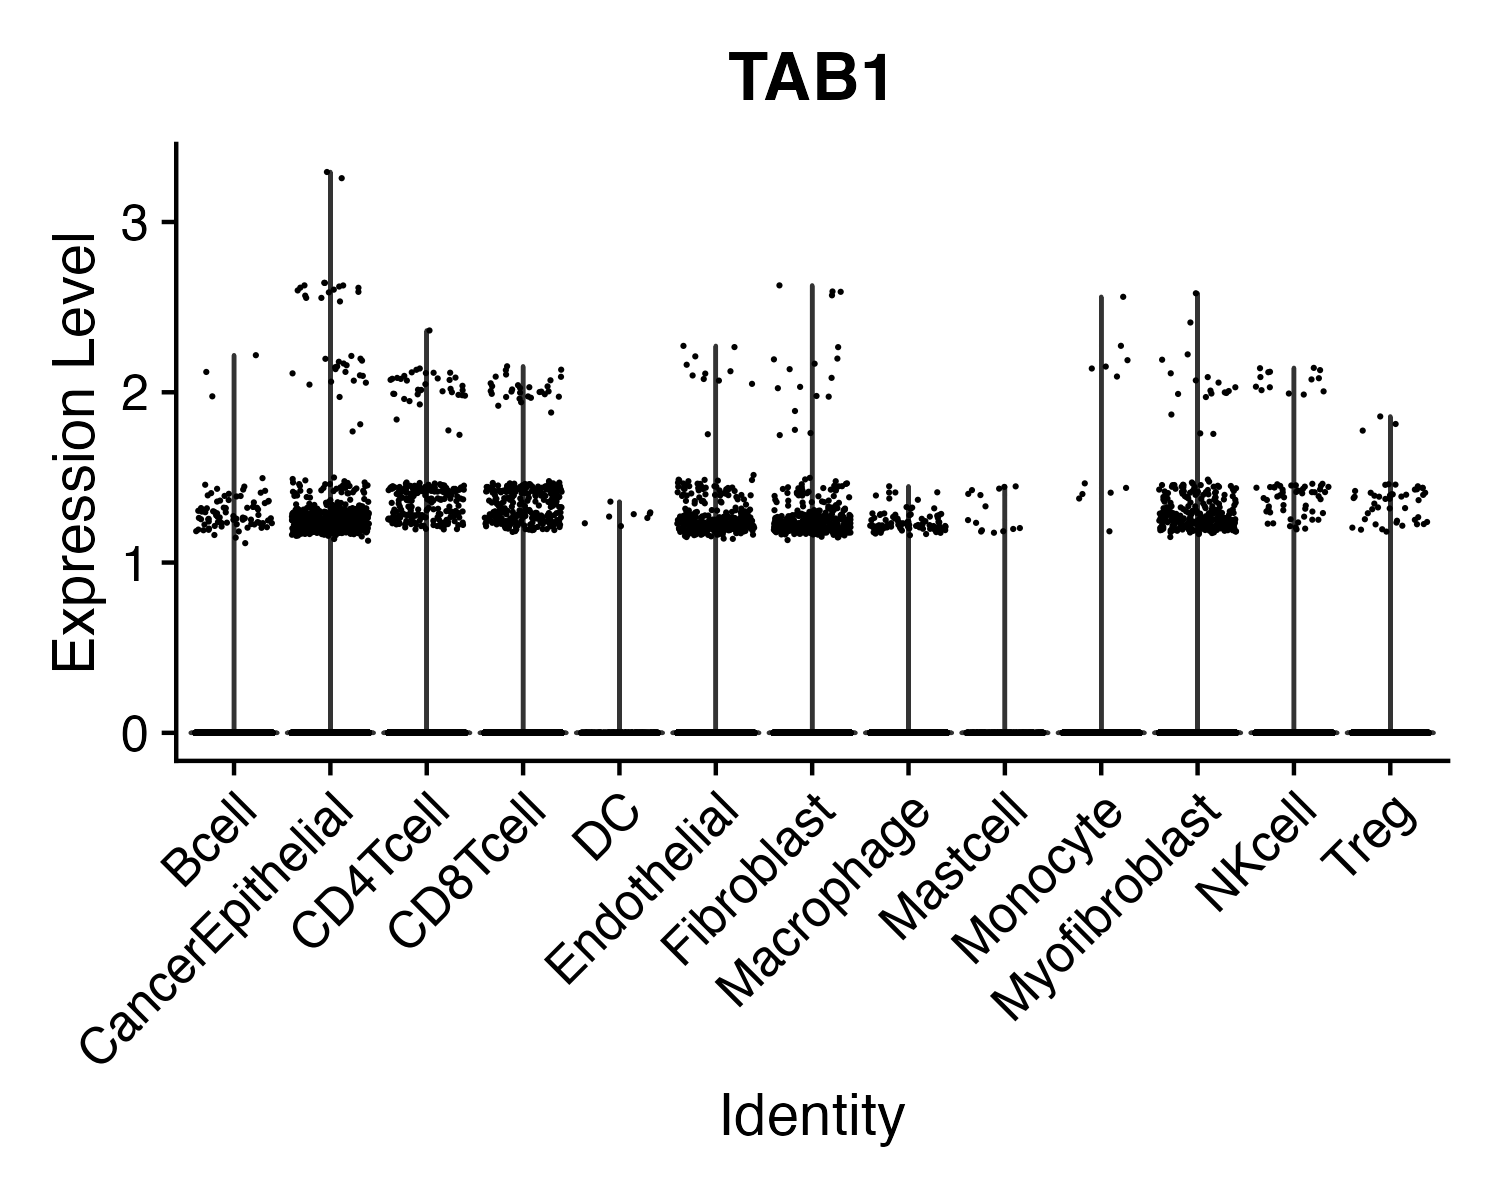 TAB1
Expression Level
3
2
1
0
Bcell
CancerEpithelial
CD4Tcell
CD8Tcell
DC
Endothelial
Fibroblast
Macrophage
Mastcell
Monocyte
Myofibroblast
NKcell
Treg
Identity